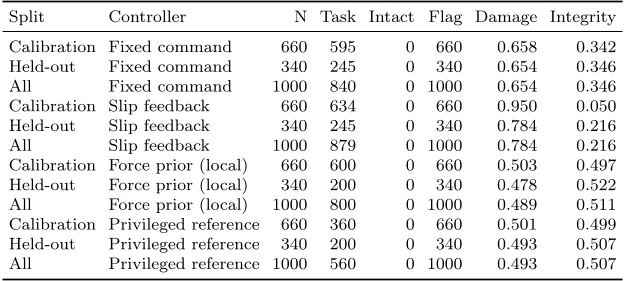 Split Controller N Task Intact Flag Damage Integrity
Calibration Fixed command 660 595 0 660 0.658 0.342
Held-out Fixed command 340 245 0 340 0.654 0.346
All Fixed command 1000 840 0 1000 0.654 0.346
Calibration Slip feedback 660 634 0 660 0.950 0.050
Held-out Slip feedback 340 245 0 340 0.784 0.216
All Slip feedback 1000 879 0 1000 0.784 0.216
Calibration Force prior (local) 660 600 0 660 0.503 0.497
Held-out Force prior (local) 340 200 0 340 0.478 0.522
All Force prior (local) 1000 800 0 1000 0.489 0.511
Calibration Privileged reference 660 360 0 660 0.501 0.499
Held-out Privileged reference 340 200 0 340 0.493 0.507
All Privileged reference 1000 560 0 1000 0.493 0.507